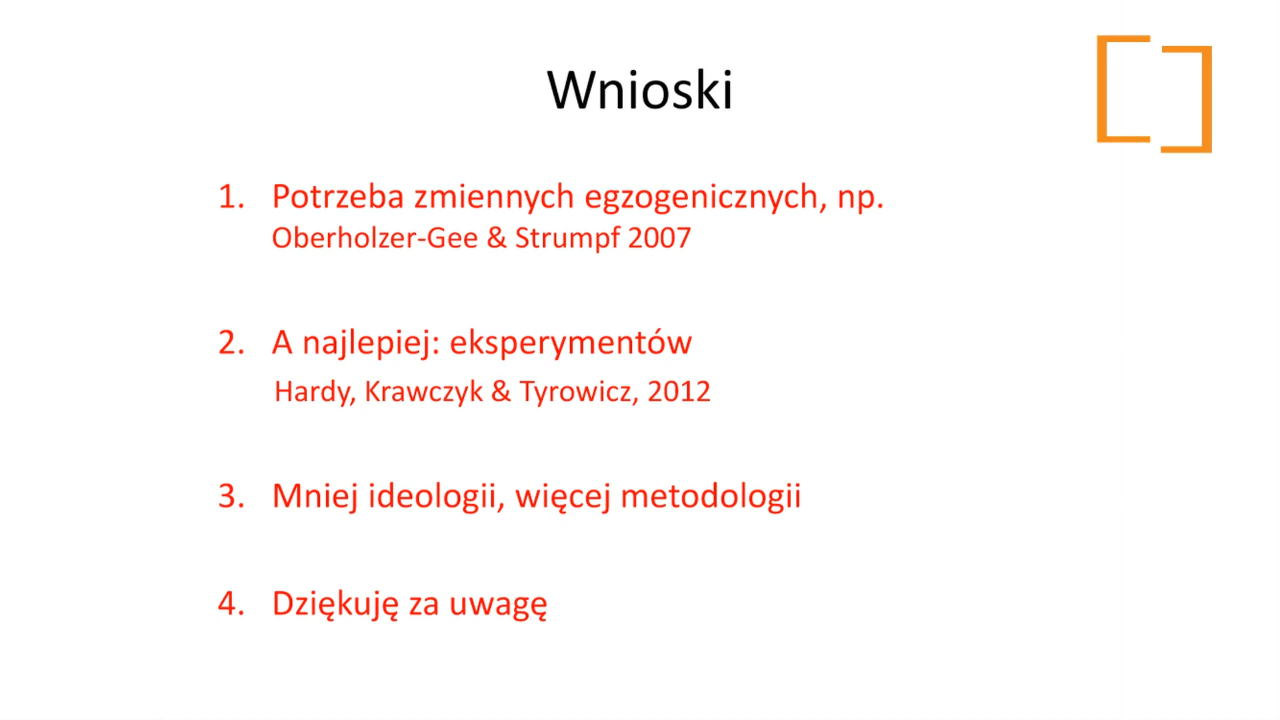 Wnioski
1. Potrzeba zmiennych egzogenicznych, np.
Oberholzer-Gee & Strumpf 2007
2. A najlepiej: eksperymentów
Hardy, Krawczyk & Tyrowicz, 2012
3. Mniej ideologii, więcej metodologii
4. Dziękuję za uwagę